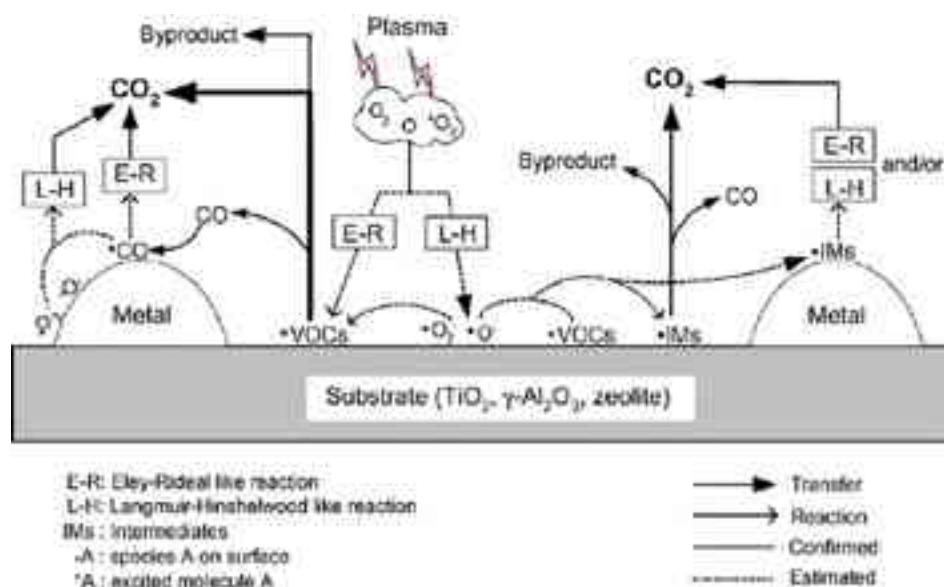 Plasma
Byproduct
CO₂
O
CO₂
E-R
L-H
E-R
and/or
L-H
Byproduct
CO
CO
E-R
L-H
•CO
•IMs
Metal
Metal
•VOCs
•O₂
•VOCs
•IMs
Substrate (TiO₂, γ-Al₂O₃, zeolite)
E-R: Eley-Rideal like reaction
L-H: Langmuir-Hinshelwood like reaction
IMs : Intermediates
•A : species A on surface
*A : excited molecule A
Transfer
Reaction
Confirmed
Estimated